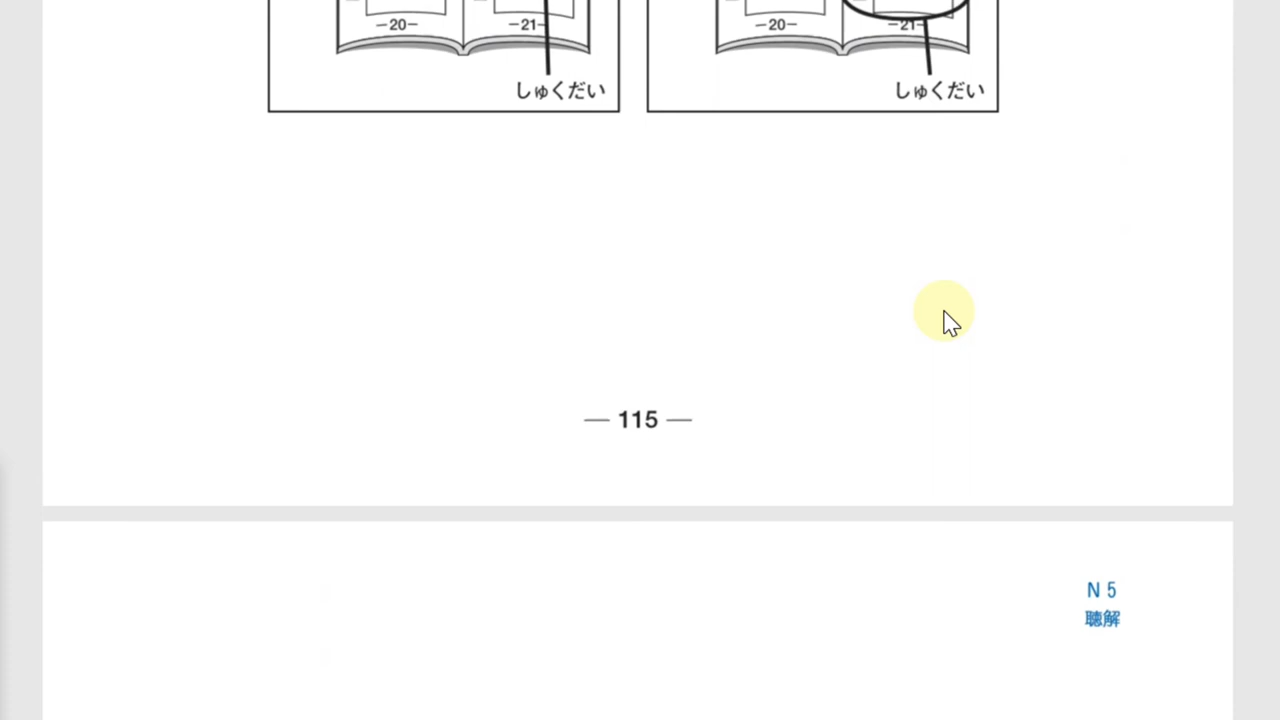 —20— —21— —20— —21—
しゅくだい しゅくだい
— 115 —
N 5
聴解